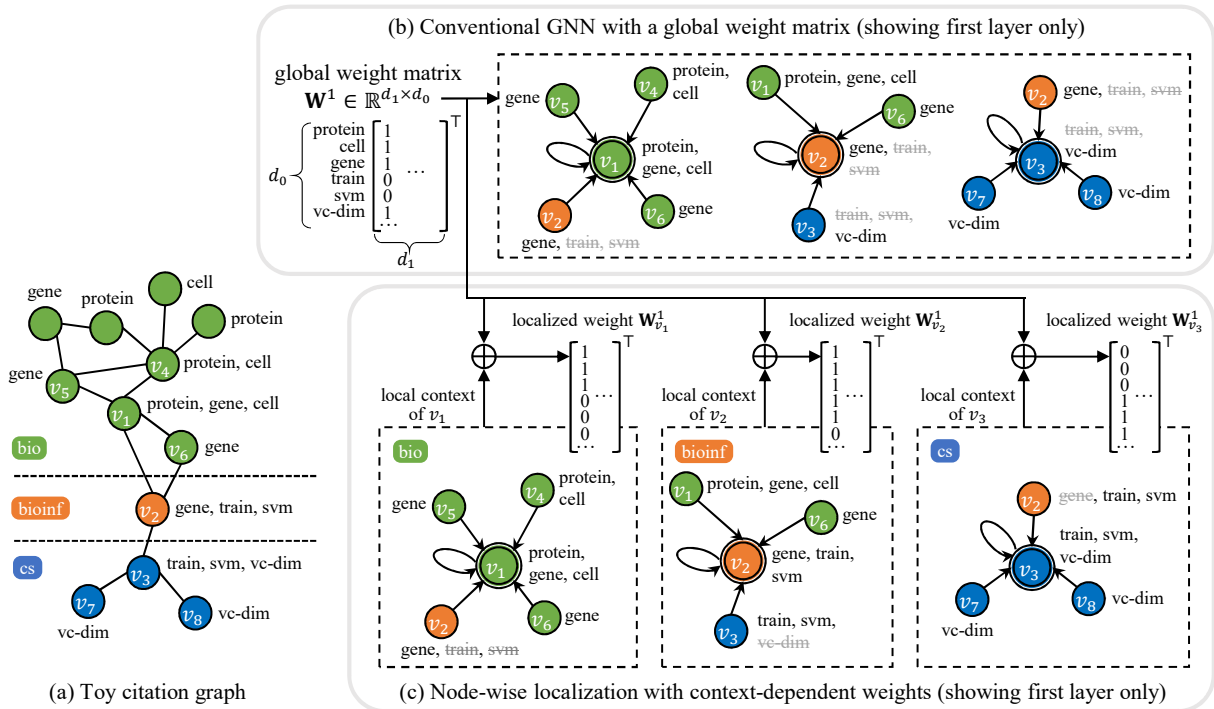 (b) Conventional GNN with a global weight matrix (showing first layer only)
global weight matrix
W¹ ∈ ℝ^{d₁×d₀}
protein
cell
gene
train
svm
vc-dim
...
d₀
1
1
1
0
0
1
...
...
⊤
d₁
gene
v₅
protein,
cell
v₄
v₁
protein,
gene, cell
v₂
gene, train, svm
v₆
gene
v₁
protein, gene, cell
v₆
gene
v₂
gene, train,
svm
v₃
train, svm,
vc-dim
v₂
gene, train, svm
train, svm,
vc-dim
v₃
v₇
vc-dim
v₈
vc-dim
gene
protein
cell
protein
v₄
protein, cell
gene
v₅
protein, gene, cell
v₁
v₆
gene
bio
bioinf
v₂
gene, train, svm
cs
v₃
train, svm, vc-dim
v₇
vc-dim
v₈
vc-dim
(a) Toy citation graph
localized weight W¹_{v₁}
1
1
1
0
0
0
...
...
⊤
local context
of v₁
bio
gene
v₅
v₄
protein,
cell
v₁
protein,
gene, cell
v₂
gene, train, svm
v₆
gene
localized weight W¹_{v₂}
1
1
1
1
1
0
...
...
⊤
local context
of v₂
bioinf
v₁
protein, gene, cell
v₆
gene
v₂
gene, train,
svm
v₃
train, svm,
vc-dim
localized weight W¹_{v₃}
0
0
0
1
1
1
...
...
⊤
local context
of v₃
cs
v₂
gene, train, svm
train, svm,
vc-dim
v₃
v₇
vc-dim
v₈
vc-dim
(c) Node-wise localization with context-dependent weights (showing first layer only)